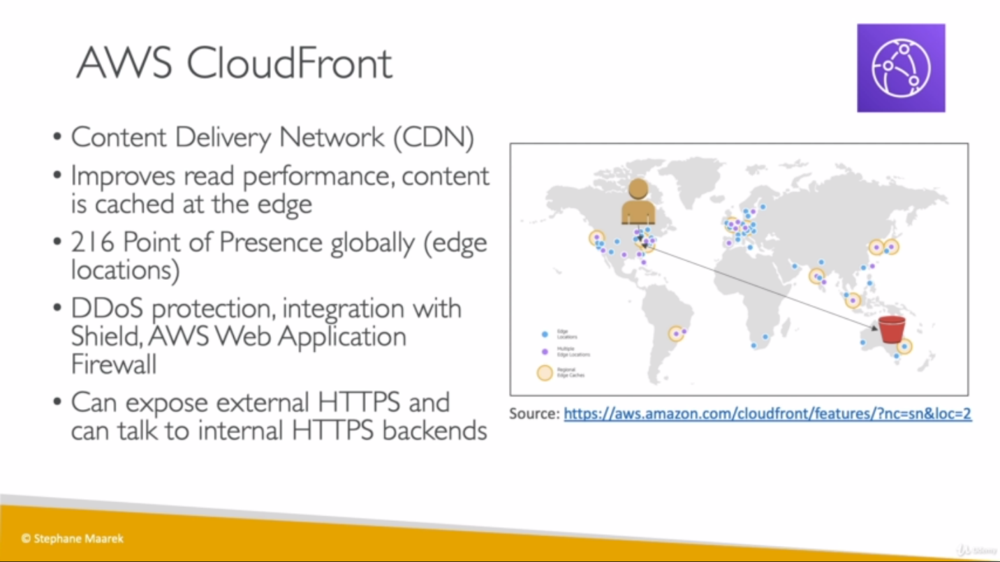 AWS CloudFront
• Content Delivery Network (CDN)
• Improves read performance, content
is cached at the edge
• 216 Point of Presence globally (edge
locations)
• DDoS protection, integration with
Shield, AWS Web Application
Firewall
• Can expose external HTTPS and
can talk to internal HTTPS backends
Edge
Locations
Multiple
Edge Locations
Regional
Edge Caches
Source: https://aws.amazon.com/cloudfront/features/?nc=sn&loc=2
© Stephane Maarek
Udemy